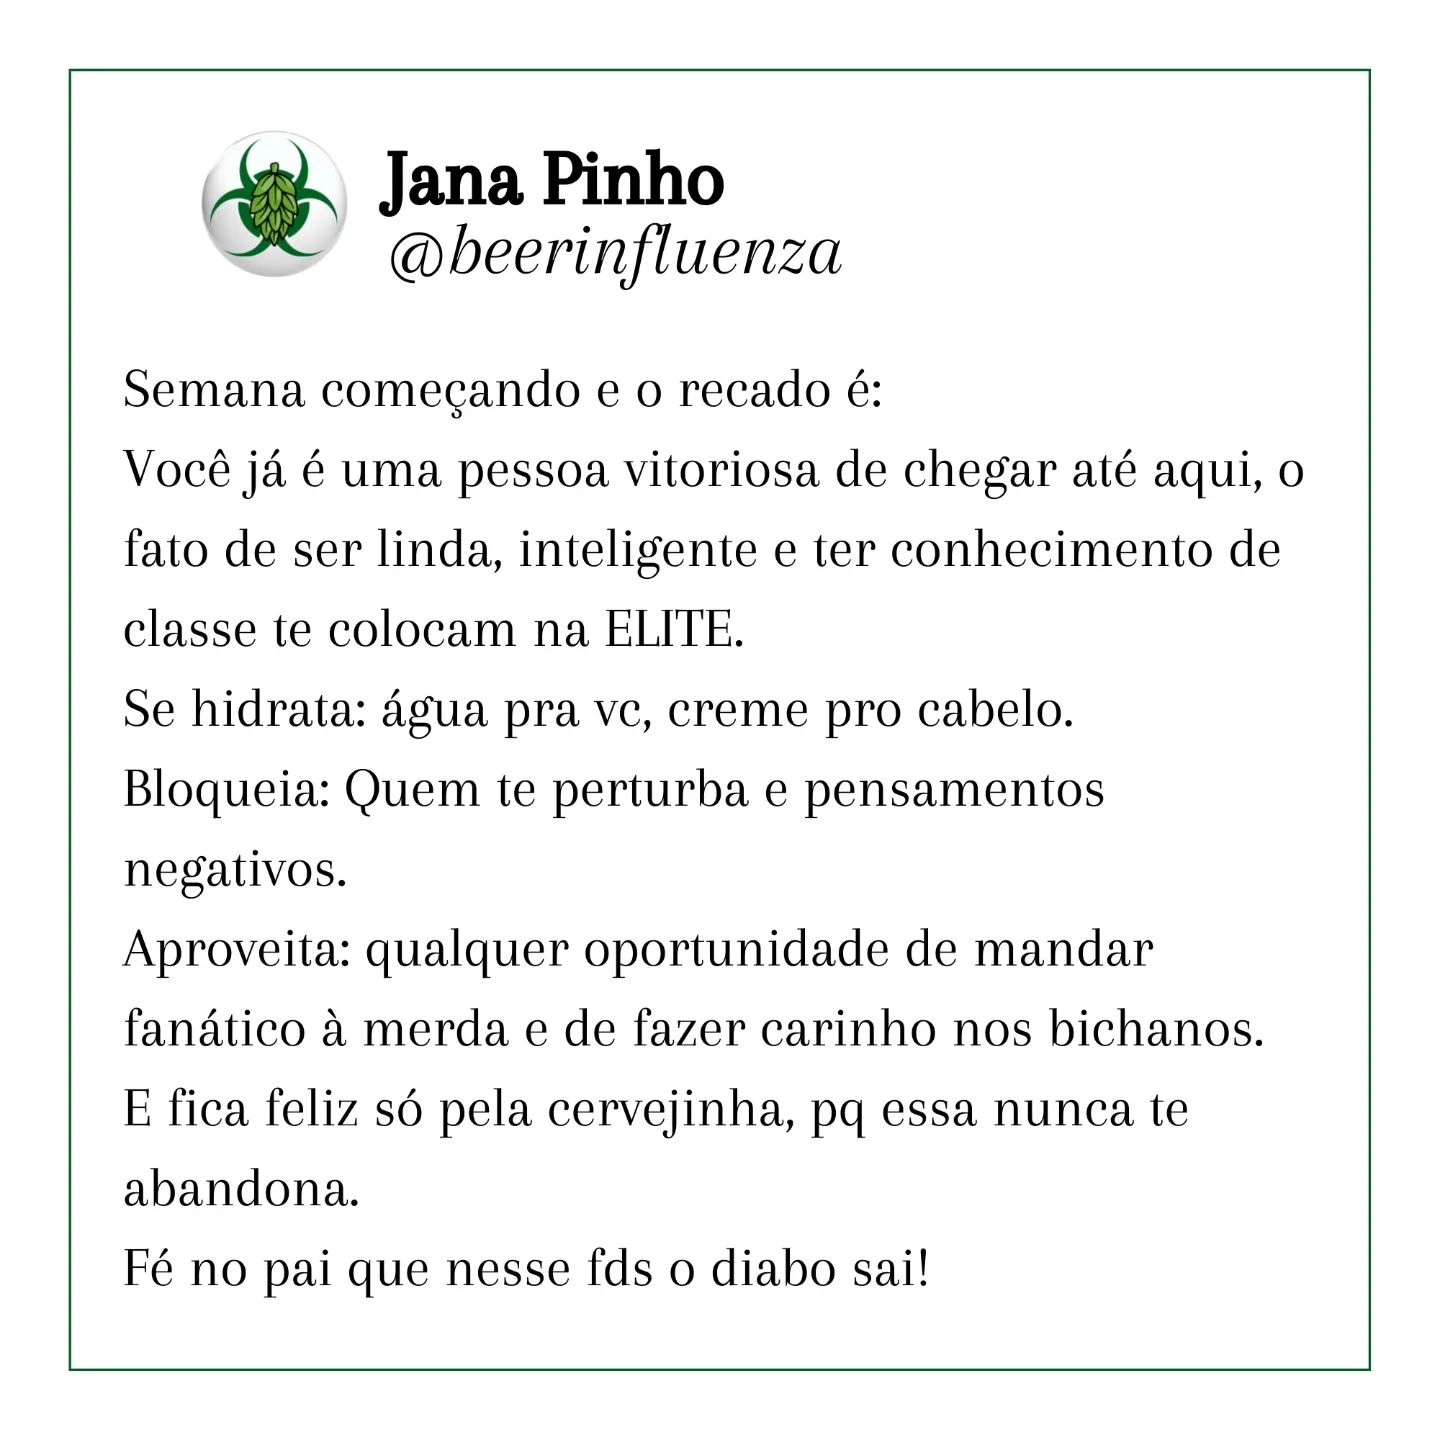 Jana Pinho
@beerinfluenza
Semana começando e o recado é:
Você já é uma pessoa vitoriosa de chegar até aqui, o
fato de ser linda, inteligente e ter conhecimento de
classe te colocam na ELITE.
Se hidrata: água pra vc, creme pro cabelo.
Bloqueia: Quem te perturba e pensamentos
negativos.
Aproveita: qualquer oportunidade de mandar
fanático à merda e de fazer carinho nos bichanos.
E fica feliz só pela cervejinha, pq essa nunca te
abandona.
Fé no pai que nesse fds o diabo sai!